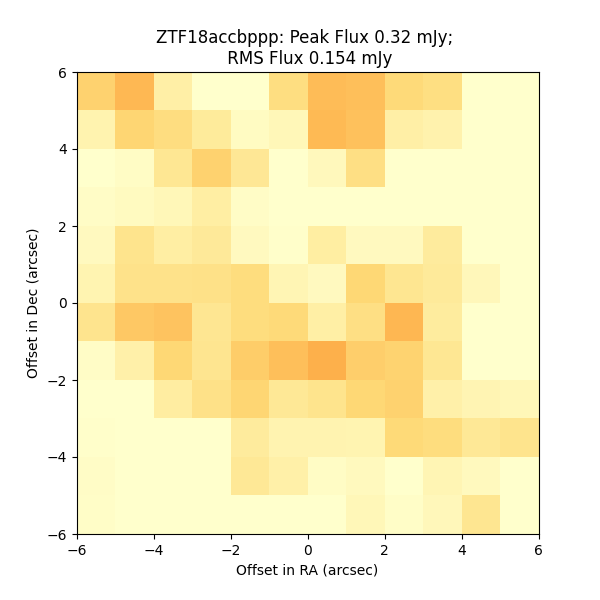 ZTF18accbppp: Peak Flux 0.32 mJy;
RMS Flux 0.154 mJy
6
4
2
0
−2
−4
−6
Offset in Dec (arcsec)
−6 −4 −2 0 2 4 6
Offset in RA (arcsec)